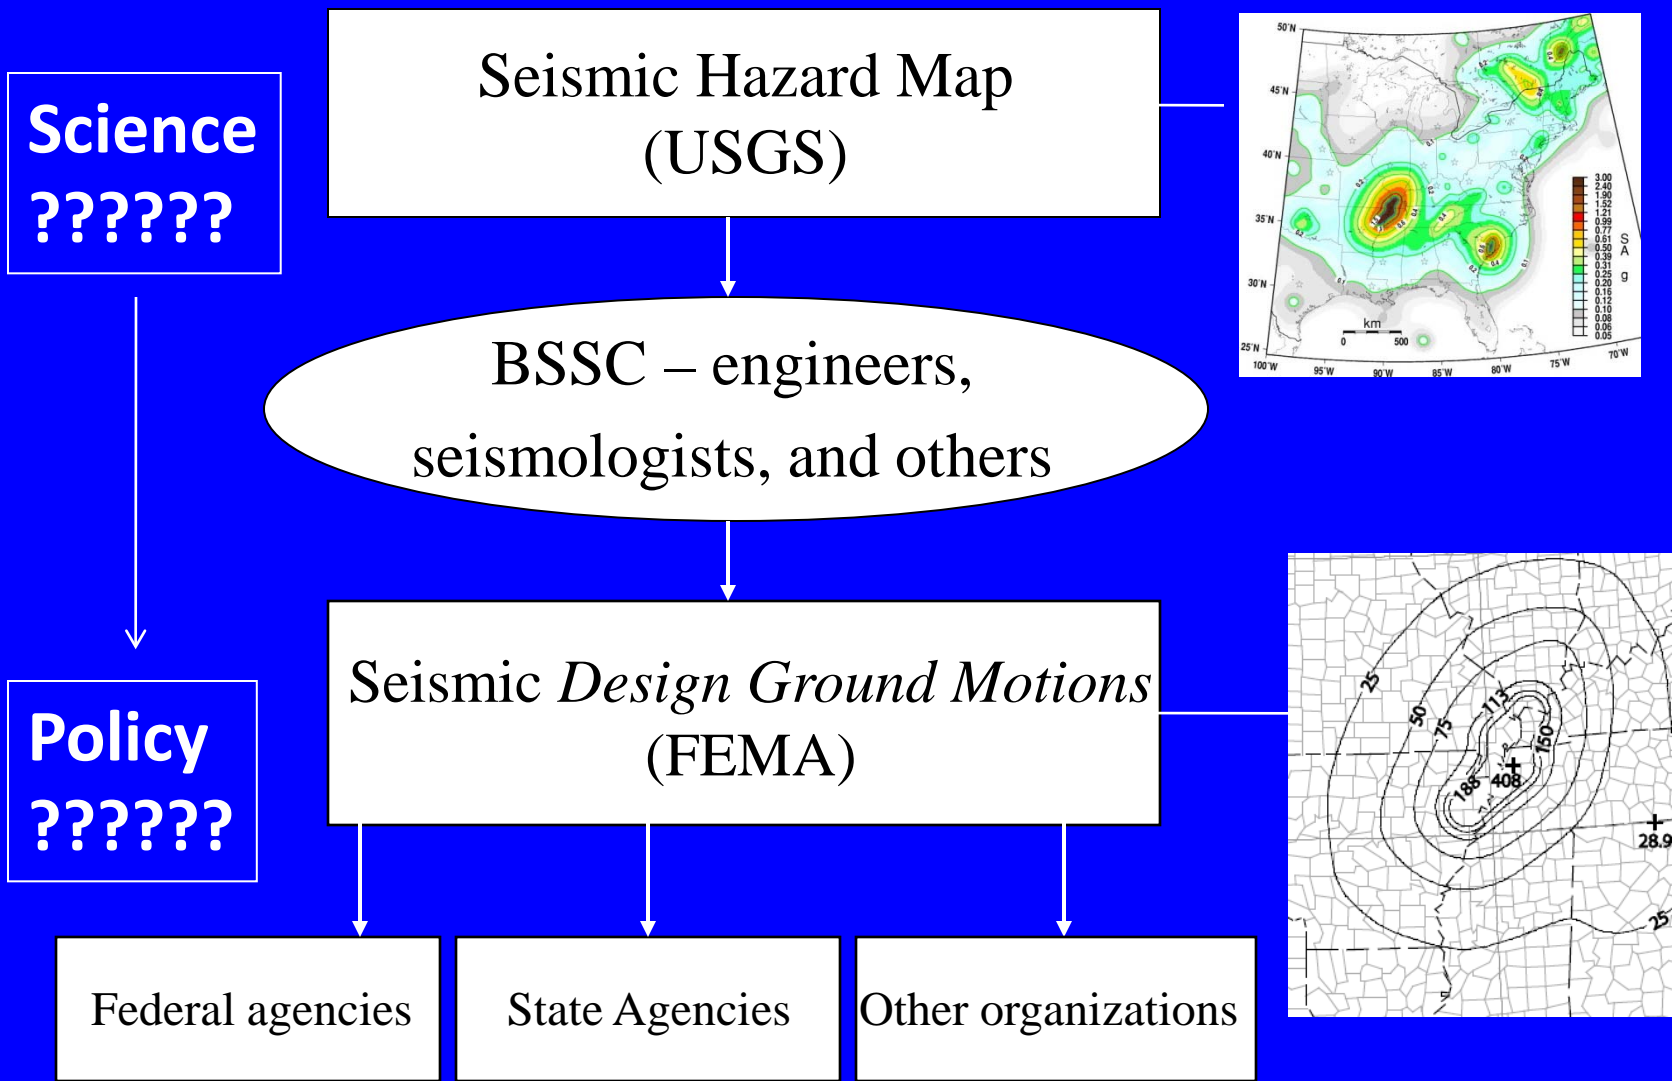 Seismic Hazard Map
(USGS)
Science
??????
BSSC – engineers,
seismologists, and others
Seismic Design Ground Motions
(FEMA)
Policy
??????
Federal agencies
State Agencies
Other organizations
50°N
45°N
40°N
35°N
30°N
25°N
100°W
95°W
90°W
85°W
80°W
75°W
70°W
km
0 500
3.00
2.40
1.90
1.52
1.21
0.99
0.77
0.61
0.50
0.39
0.31
0.25
0.20
0.16
0.12
0.10
0.08
0.06
0.05
S
A
g
25
50
75
113
150
188
408
28.9
25